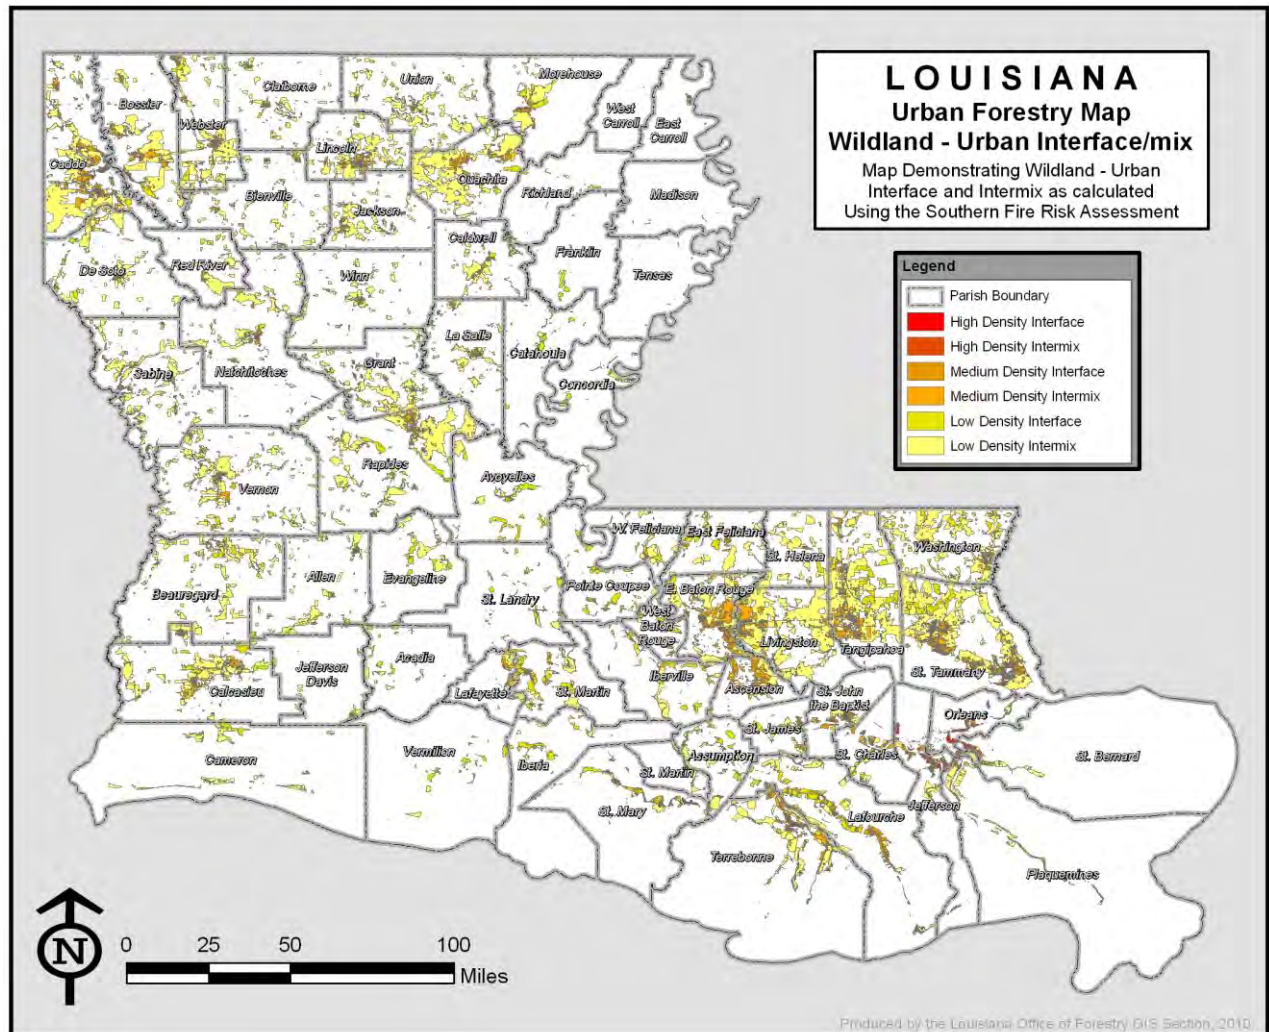 LOUISIANA
Urban Forestry Map
Wildland - Urban Interface/mix
Map Demonstrating Wildland - Urban
Interface and Intermix as calculated
Using the Southern Fire Risk Assessment
Legend
Parish Boundary
High Density Interface
High Density Intermix
Medium Density Interface
Medium Density Intermix
Low Density Interface
Low Density Intermix
Caddo
Bossier
Webster
Claiborne
Union
Morehouse
West
Carroll
East
Carroll
Lincoln
Ouachita
Bienville
Jackson
Richland
Madison
De Soto
Red River
Winn
Caldwell
Franklin
Tensas
Sabine
Natchitoches
Grant
La Salle
Catahoula
Concordia
Vernon
Rapides
Avoyelles
W. Feliciana
East Feliciana
St. Helena
Washington
Beauregard
Allen
Evangeline
St. Landry
Pointe Coupee
E. Baton Rouge
West
Baton
Rouge
Livingston
Tangipahoa
St. Tammany
Calcasieu
Jefferson
Davis
Acadia
Lafayette
St. Martin
Iberville
Ascension
St. John
the Baptist
Orleans
Cameron
Vermilion
Iberia
St. Martin
Assumption
St. James
St. Charles
St. Bernard
St. Mary
Terrebonne
Lafourche
Jefferson
Plaquemines
N
0 25 50 100
Miles
Produced by the Louisiana Office of Forestry GIS Section, 2010